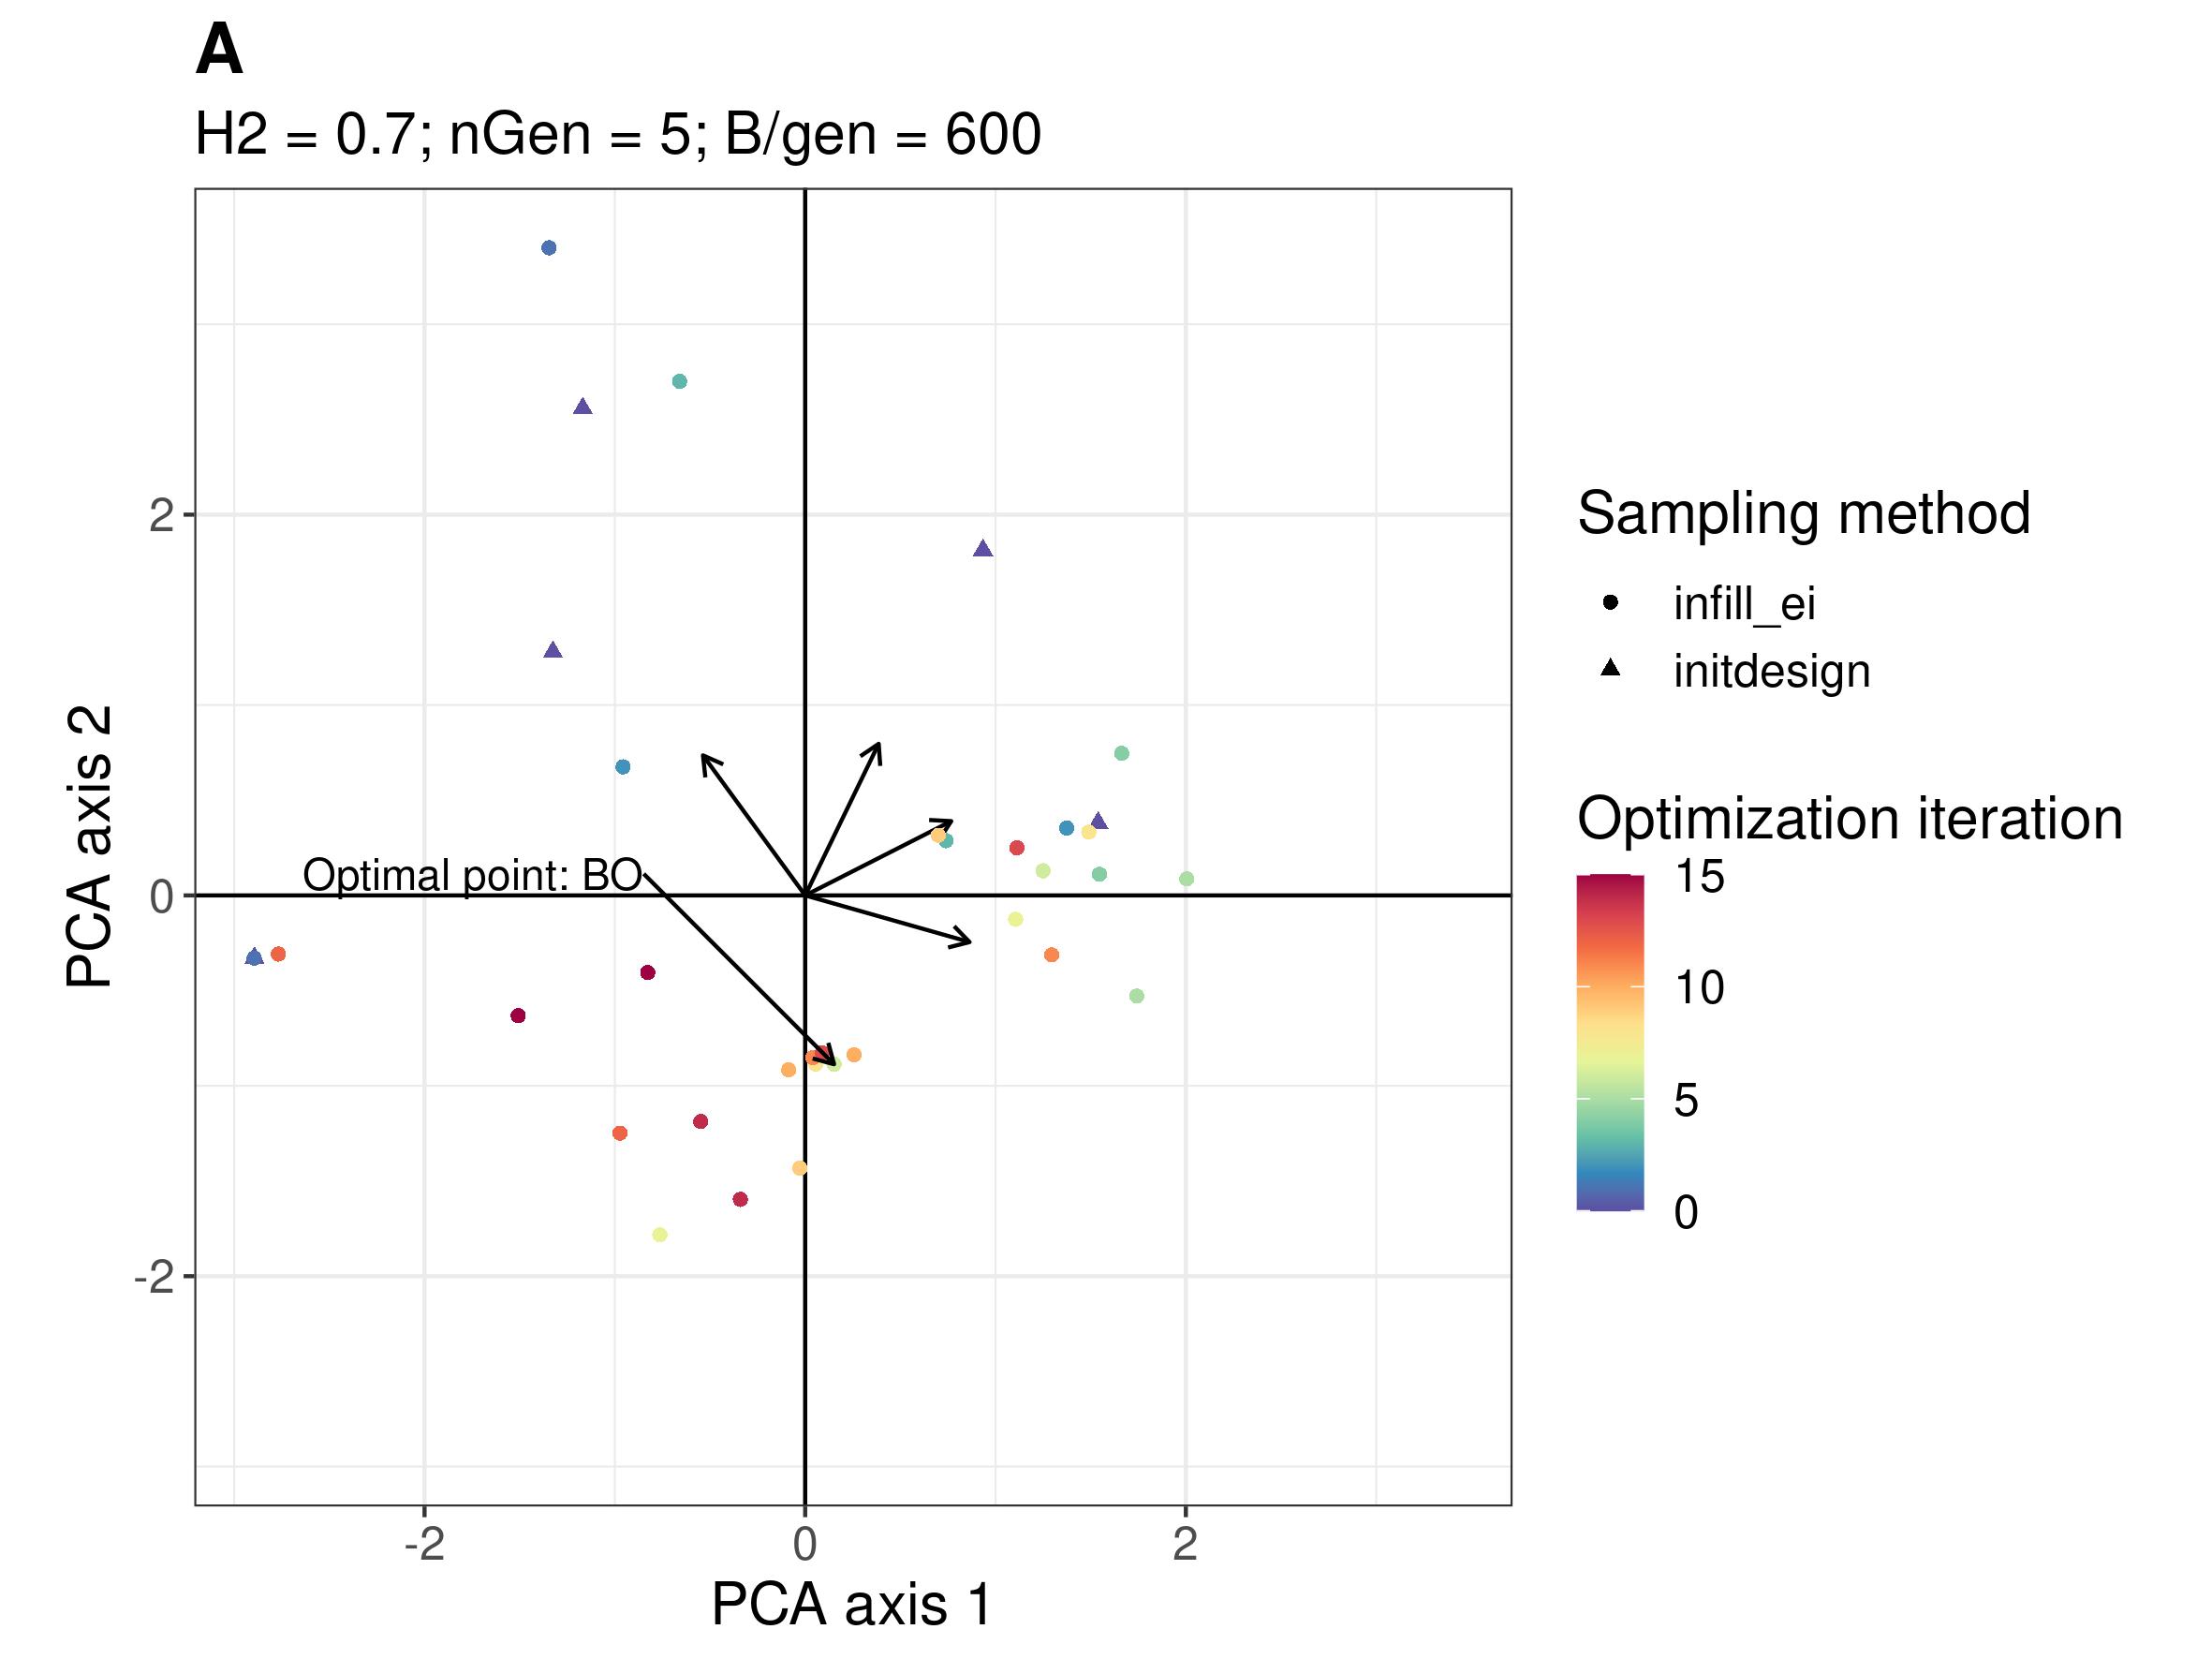 A
H2 = 0.7; nGen = 5; B/gen = 600
PCA axis 2
2
0
-2
Optimal point: BO
-2
0
2
PCA axis 1
Sampling method
infill_ei
initdesign
Optimization iteration
15
10
5
0